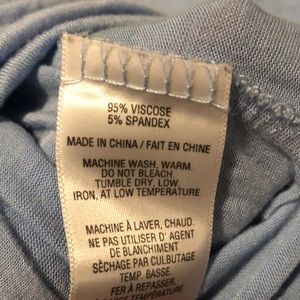 95% VISCOSE
5% SPANDEX
MADE IN CHINA / FAIT EN CHINE
MACHINE WASH, WARM.
DO NOT BLEACH.
TUMBLE DRY, LOW.
IRON, AT LOW TEMPERATURE.
MACHINE À LAVER, CHAUD.
NE PAS UTILISER D' AGENT
DE BLANCHIMENT
SÈCHAGE PAR CULBUTAGE
TEMP. BASSE.
FER À REPASSER,
TEMPÉRATURE